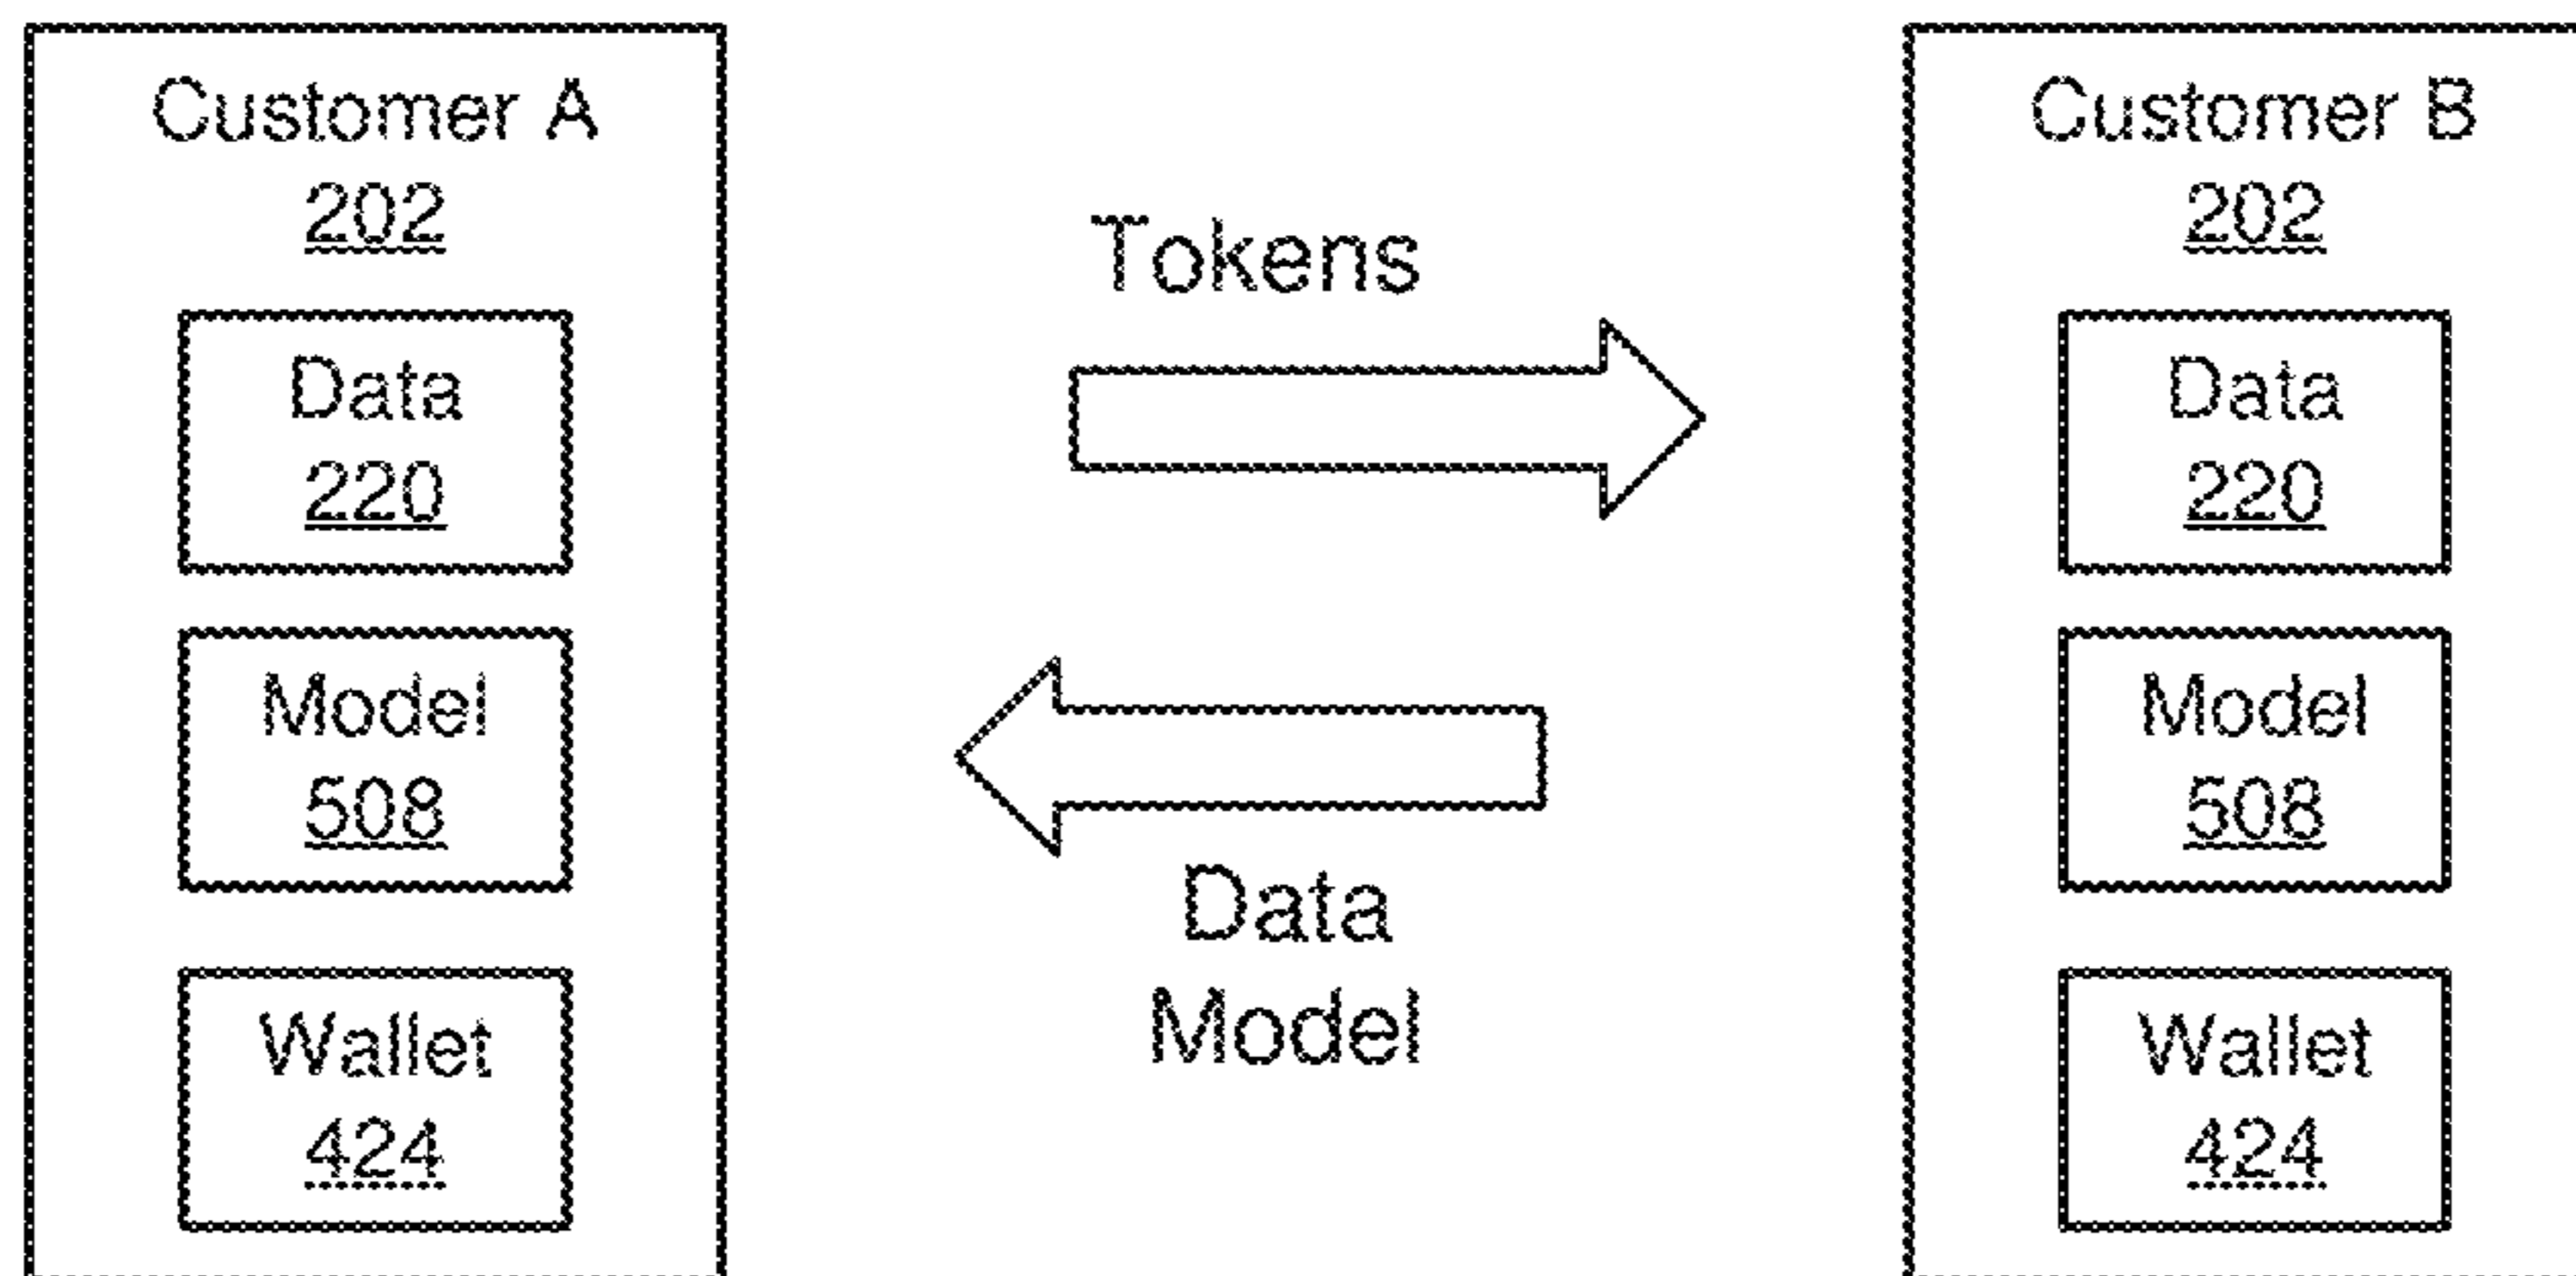 Customer A
202
Data
220
Model
508
Wallet
424
Tokens
Data
Model
Customer B
202
Data
220
Model
508
Wallet
424